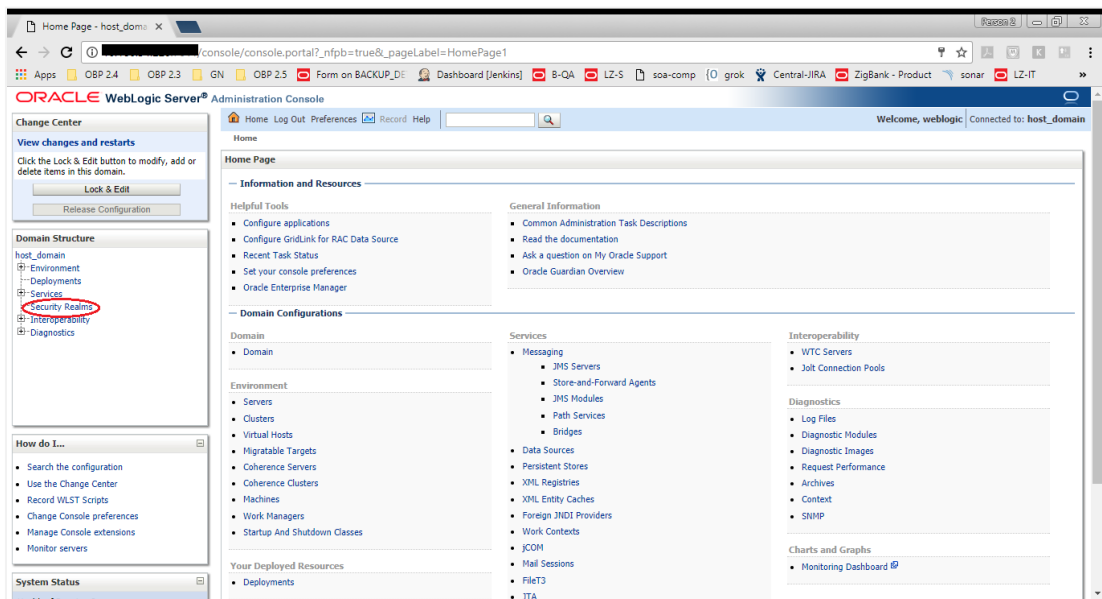 Home Page - host_doma
Person 2
/console/console.portal?_nfpb=true&_pageLabel=HomePage1
Apps OBP 2.4 OBP 2.3 GN OBP 2.5 Form on BACKUP_DE Dashboard [Jenkins] B-QA LZ-S soa-comp grok Central-JIRA ZigBank - Product sonar LZ-IT »
ORACLE WebLogic Server® Administration Console
Change Center
View changes and restarts
Click the Lock & Edit button to modify, add or
delete items in this domain.
Lock & Edit
Release Configuration
Domain Structure
host_domain
Environment
Deployments
Services
Security Realms
Interoperability
Diagnostics
How do I...
Search the configuration
Use the Change Center
Record WLST Scripts
Change Console preferences
Manage Console extensions
Monitor servers
System Status
Home Log Out Preferences Record Help
Welcome, weblogic Connected to: host_domain
Home
Home Page
Information and Resources
Helpful Tools
Configure applications
Configure GridLink for RAC Data Source
Recent Task Status
Set your console preferences
Oracle Enterprise Manager
General Information
Common Administration Task Descriptions
Read the documentation
Ask a question on My Oracle Support
Oracle Guardian Overview
Domain Configurations
Domain
Domain
Environment
Servers
Clusters
Virtual Hosts
Migratable Targets
Coherence Servers
Coherence Clusters
Machines
Work Managers
Startup And Shutdown Classes
Your Deployed Resources
Deployments
Services
Messaging
JMS Servers
Store-and-Forward Agents
JMS Modules
Path Services
Bridges
Data Sources
Persistent Stores
XML Registries
XML Entity Caches
Foreign JNDI Providers
Work Contexts
jCOM
Mail Sessions
FileT3
JTA
Interoperability
WTC Servers
Jolt Connection Pools
Diagnostics
Log Files
Diagnostic Modules
Diagnostic Images
Request Performance
Archives
Context
SNMP
Charts and Graphs
Monitoring Dashboard